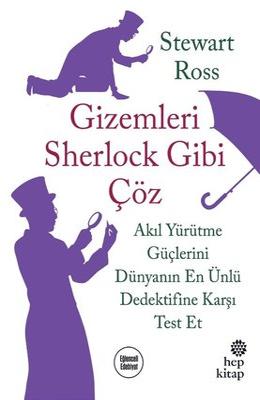 Stewart
Ross
Gizemleri
Sherlock Gibi
Çöz
Akıl Yürütme
Güçlerini
Dünyanın En Ünlü
Dedektifine Karşı
Test Et
Eğlenceli
Edebiyat
hep
kitap